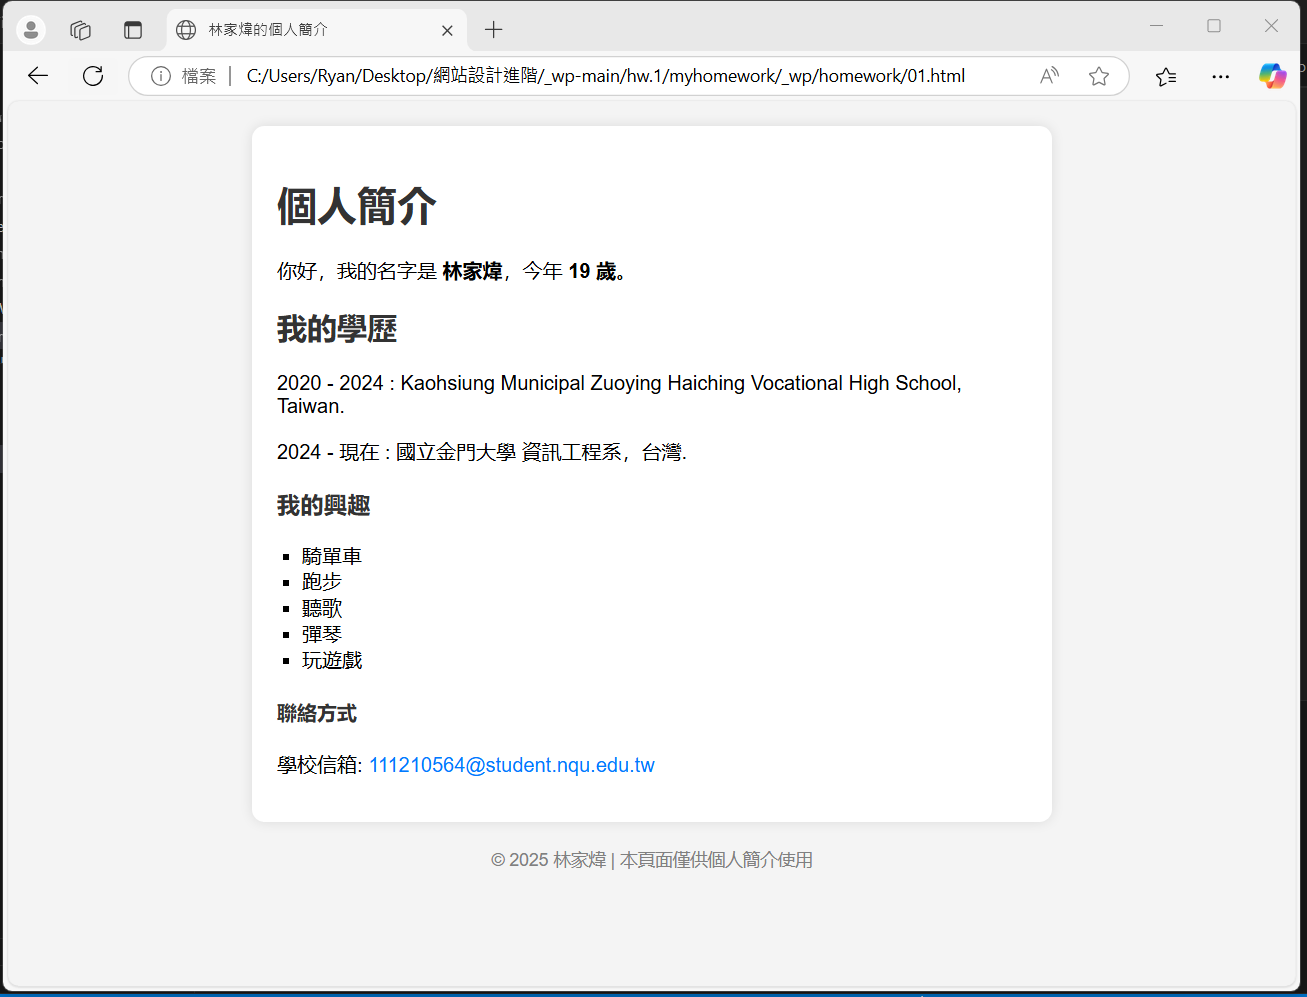 林家煒的個人簡介
檔案 C:/Users/Ryan/Desktop/網站設計進階/_wp-main/hw.1/myhomework/_wp/homework/01.html
個人簡介
你好，我的名字是 林家煒，今年 19 歲。
我的學歷
2020 - 2024 : Kaohsiung Municipal Zuoying Haiching Vocational High School,
Taiwan.
2024 - 現在 : 國立金門大學 資訊工程系，台灣.
我的興趣
騎單車
跑步
聽歌
彈琴
玩遊戲
聯絡方式
學校信箱: 111210564@student.nqu.edu.tw
© 2025 林家煒 | 本頁面僅供個人簡介使用